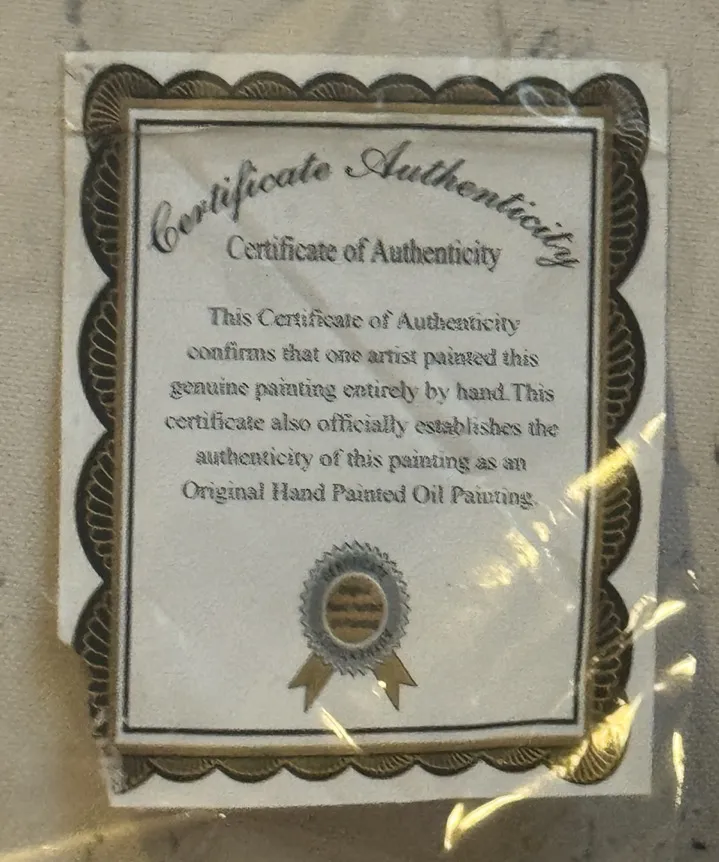 Certificate Authenticity
Certificate of Authenticity
This Certificate of Authenticity
confirms that one artist painted this
genuine painting entirely by hand.This
certificate also officially establishes the
authenticity of this painting as an
Original Hand Painted Oil Painting.
CERTIFICATE